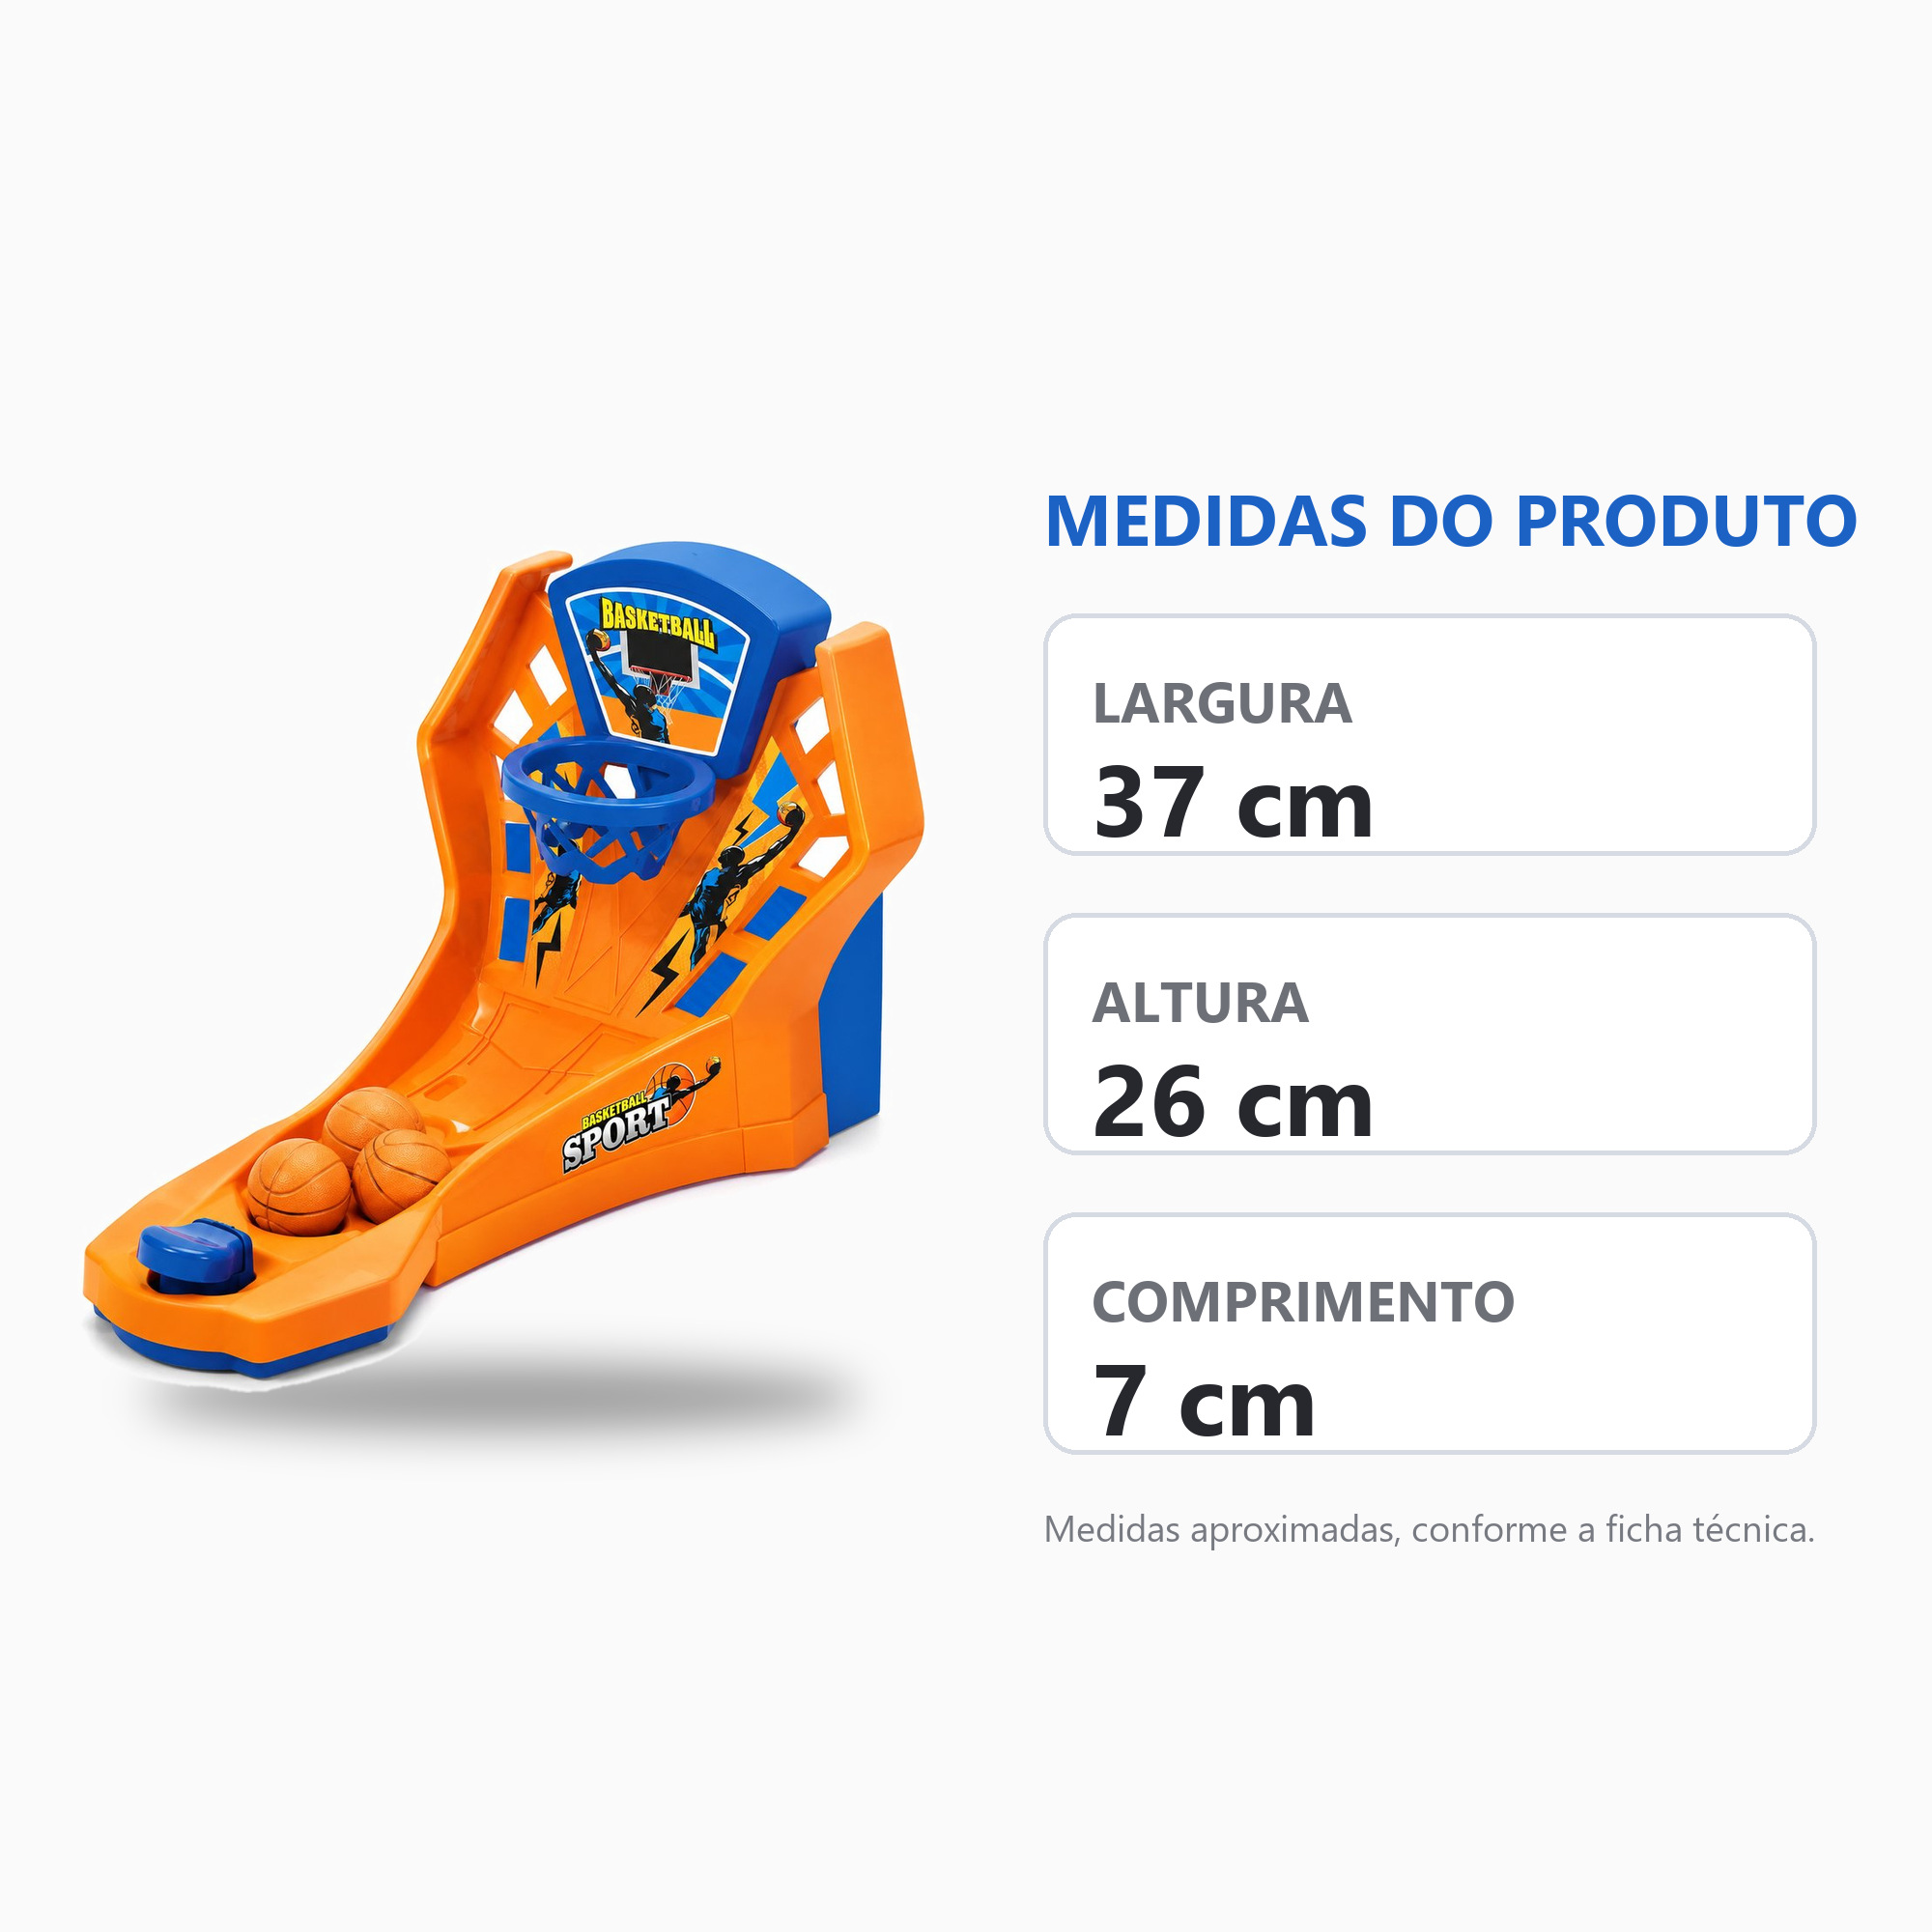 MEDIDAS DO PRODUTO
LARGURA
37 cm
ALTURA
26 cm
COMPRIMENTO
7 cm
Medidas aproximadas, conforme a ficha técnica.
BASKETBALL
BASKETBALL
SPORT